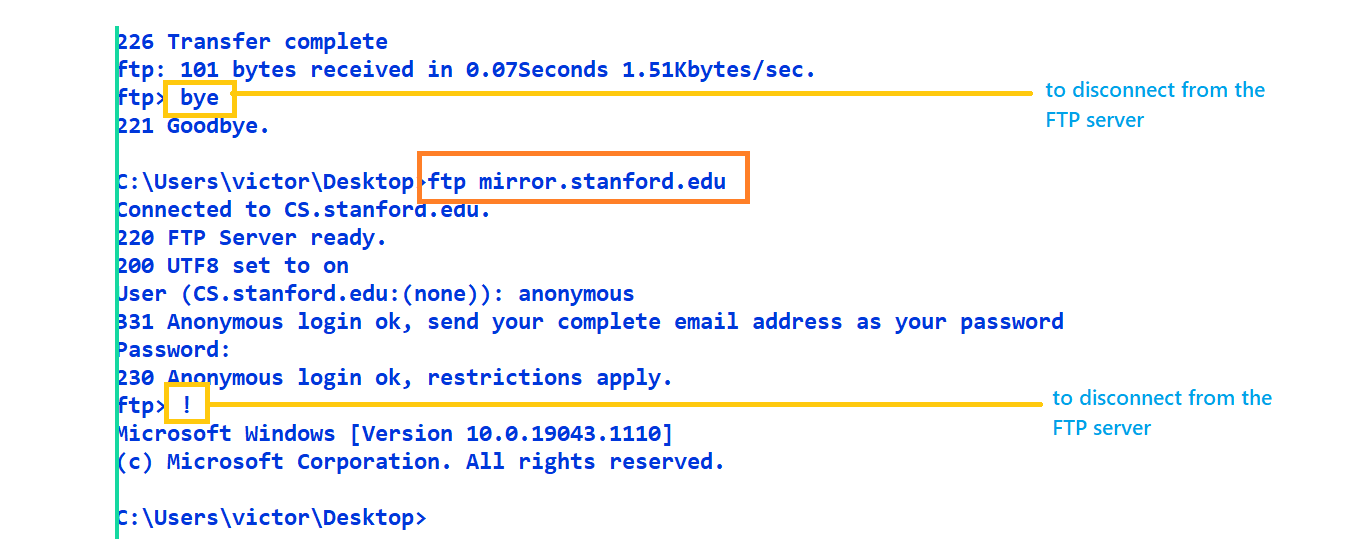 226 Transfer complete
ftp: 101 bytes received in 0.07Seconds 1.51Kbytes/sec.
ftp> bye
to disconnect from the
FTP server
221 Goodbye.
C:\Users\victor\Desktop>ftp mirror.stanford.edu
Connected to CS.stanford.edu.
220 FTP Server ready.
200 UTF8 set to on
User (CS.stanford.edu:(none)): anonymous
331 Anonymous login ok, send your complete email address as your password
Password:
230 Anonymous login ok, restrictions apply.
ftp> !
to disconnect from the
FTP server
Microsoft Windows [Version 10.0.19043.1110]
(c) Microsoft Corporation. All rights reserved.
C:\Users\victor\Desktop>